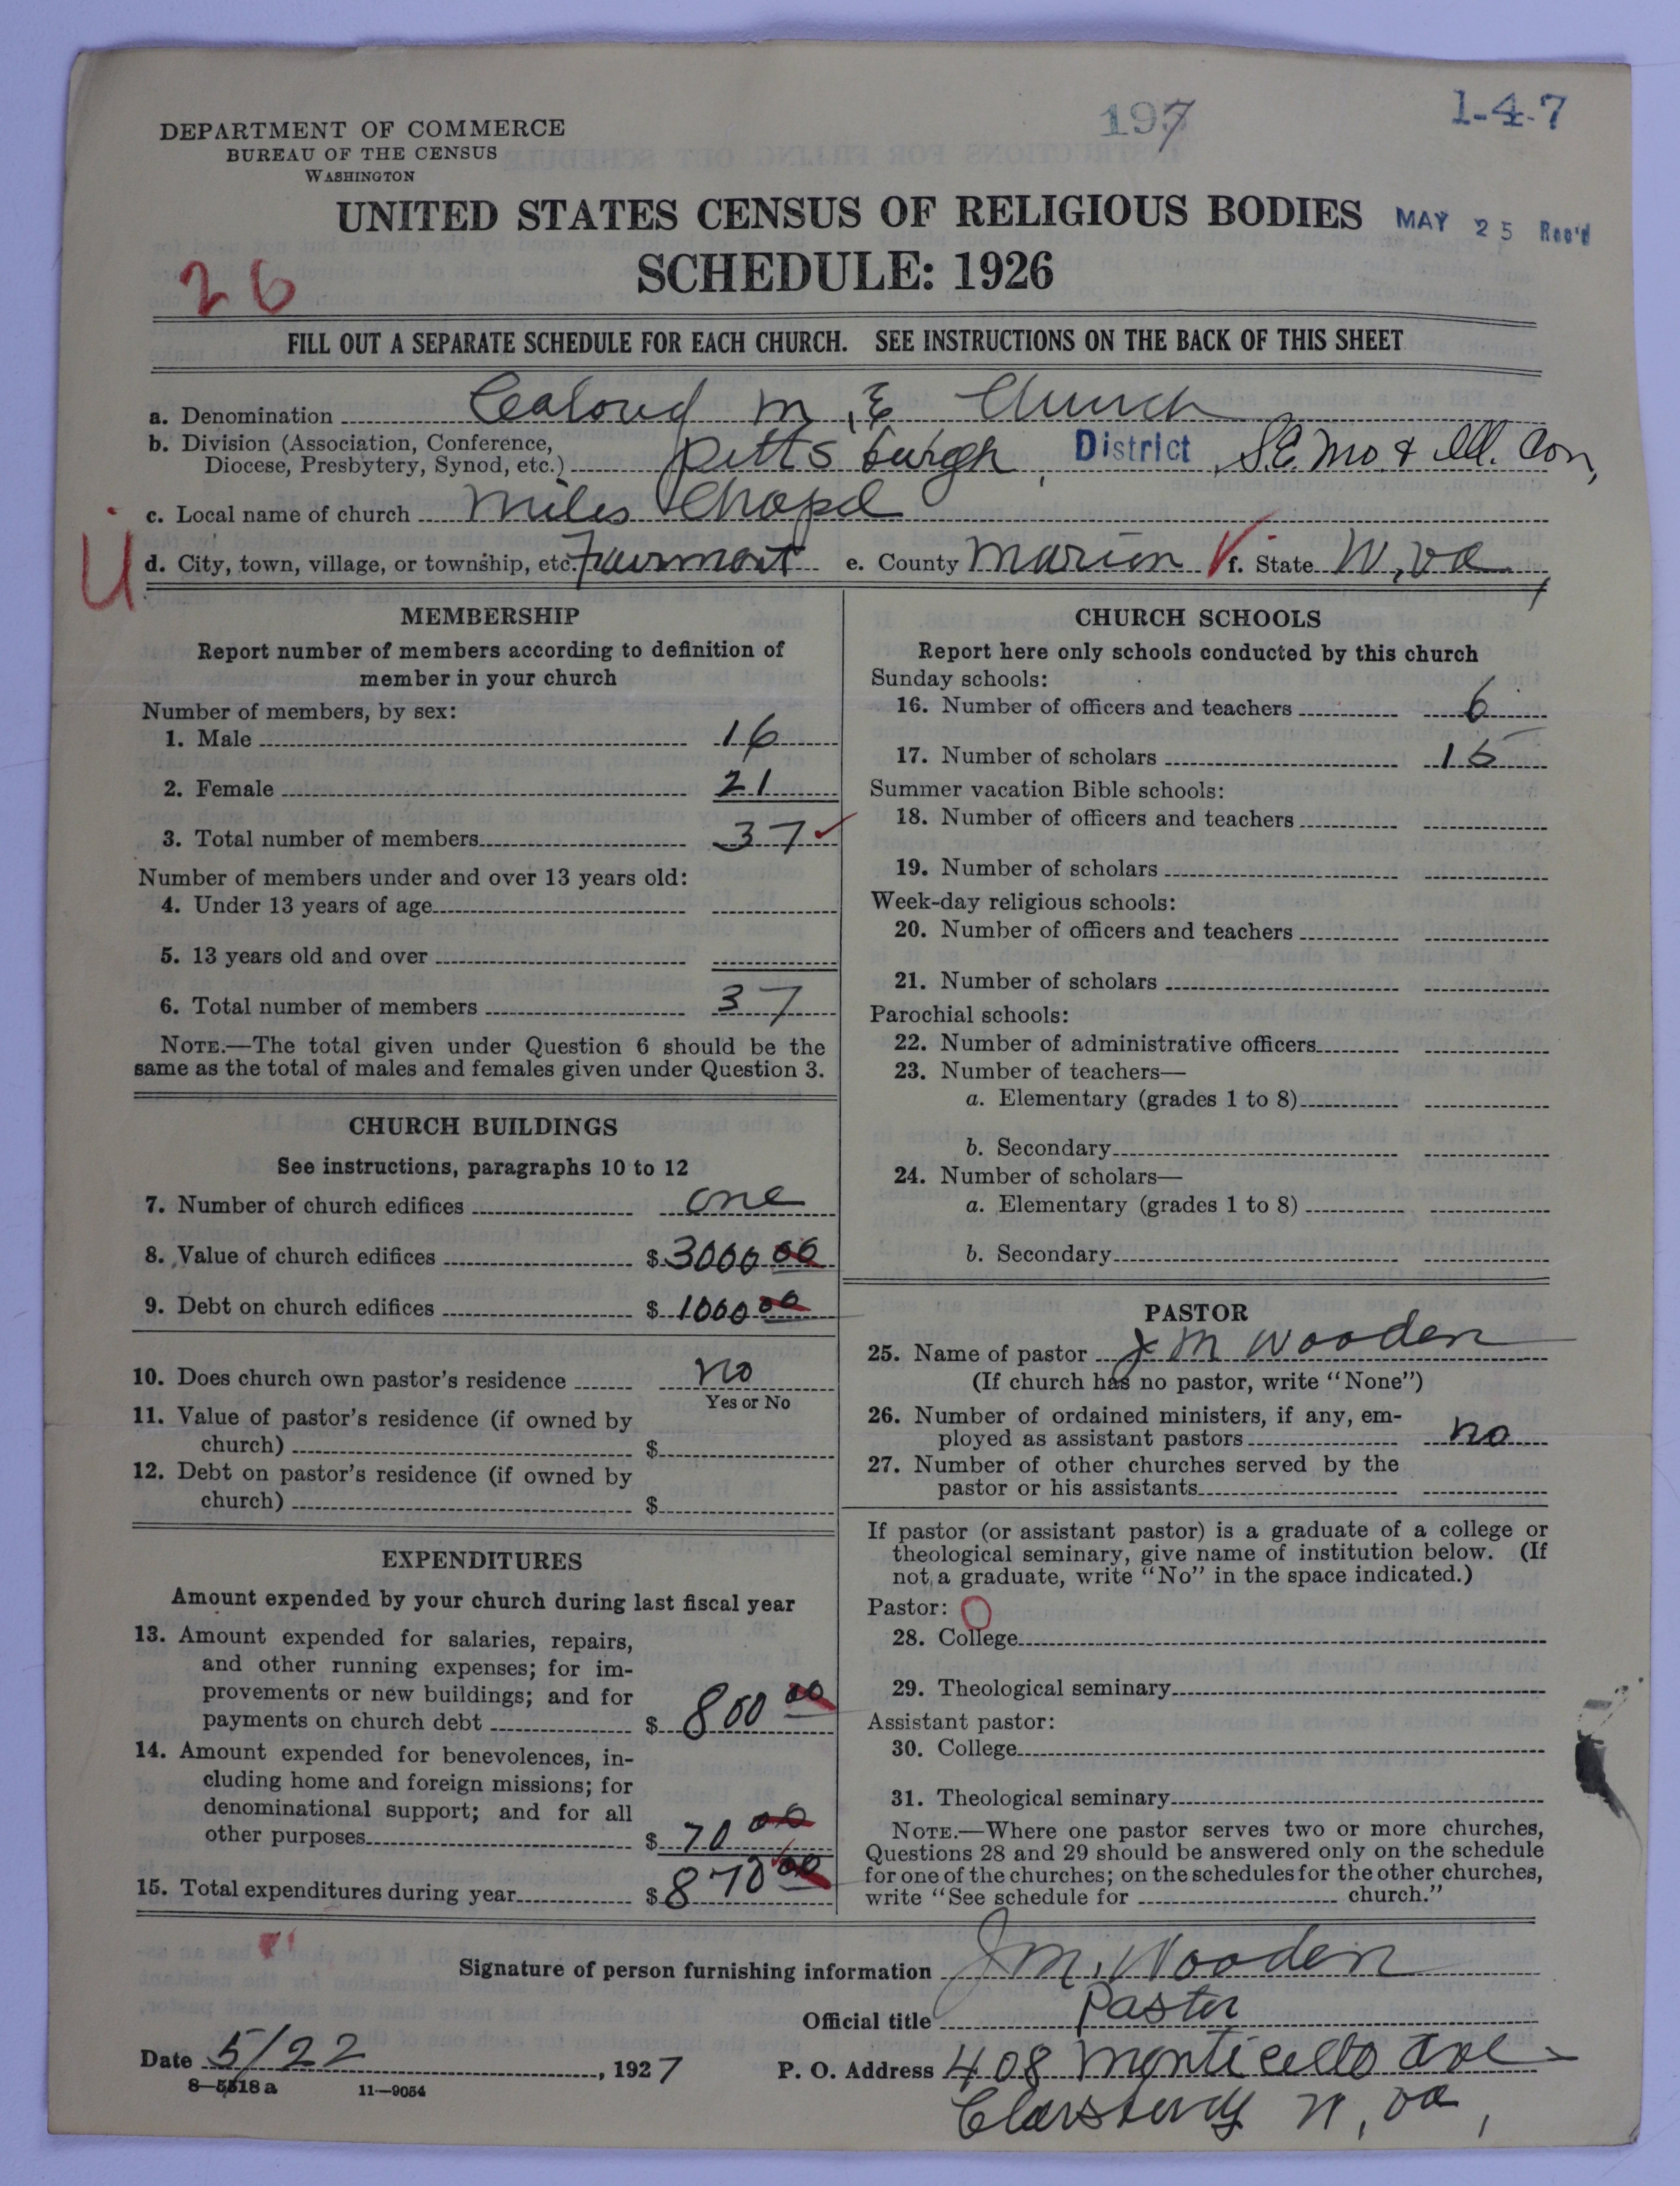 197
1-4-7
DEPARTMENT OF COMMERCE
BUREAU OF THE CENSUS
WASHINGTON
UNITED STATES CENSUS OF RELIGIOUS BODIES
MAY 25 Rec'd
SCHEDULE: 1926
26
FILL OUT A SEPARATE SCHEDULE FOR EACH CHURCH. SEE INSTRUCTIONS ON THE BACK OF THIS SHEET
a. Denomination Calored M, E Church
b. Division (Association, Conference,
Diocese, Presbytery, Synod, etc.) Pittsburgh, District, S.E. Mo. & Ill. Con,
c. Local name of church Miles Chapel
U
d. City, town, village, or township, etc. Fairmont e. County Marion f. State W, Va
MEMBERSHIP
Report number of members according to definition of
member in your church
Number of members, by sex:
1. Male 16
2. Female 21
3. Total number of members 37
Number of members under and over 13 years old:
4. Under 13 years of age
5. 13 years old and over
6. Total number of members 37
NOTE.—The total given under Question 6 should be the
same as the total of males and females given under Question 3.
CHURCH BUILDINGS
See instructions, paragraphs 10 to 12
7. Number of church edifices one
8. Value of church edifices $3000 00
9. Debt on church edifices $1000 00
10. Does church own pastor's residence no
Yes or No
11. Value of pastor's residence (if owned by
church) $
12. Debt on pastor's residence (if owned by
church) $
EXPENDITURES
Amount expended by your church during last fiscal year
13. Amount expended for salaries, repairs,
and other running expenses; for im-
provements or new buildings; and for
payments on church debt $ 800 00
14. Amount expended for benevolences, in-
cluding home and foreign missions; for
denominational support; and for all
other purposes $ 70 00
15. Total expenditures during year $ 870 00
CHURCH SCHOOLS
Report here only schools conducted by this church
Sunday schools:
16. Number of officers and teachers 6
17. Number of scholars 15
Summer vacation Bible schools:
18. Number of officers and teachers
19. Number of scholars
Week-day religious schools:
20. Number of officers and teachers
21. Number of scholars
Parochial schools:
22. Number of administrative officers
23. Number of teachers—
a. Elementary (grades 1 to 8)
b. Secondary
24. Number of scholars—
a. Elementary (grades 1 to 8)
b. Secondary
PASTOR
25. Name of pastor J M Wooden
(If church has no pastor, write "None")
26. Number of ordained ministers, if any, em-
ployed as assistant pastors no
27. Number of other churches served by the
pastor or his assistants
If pastor (or assistant pastor) is a graduate of a college or
theological seminary, give name of institution below. (If
not a graduate, write "No" in the space indicated.)
Pastor: O
28. College
29. Theological seminary
Assistant pastor:
30. College
31. Theological seminary
NOTE.—Where one pastor serves two or more churches,
Questions 28 and 29 should be answered only on the schedule
for one of the churches; on the schedules for the other churches,
write "See schedule for church."
Signature of person furnishing information J M. Wooden
Official title Pastor
Date 5/22, 1927
P. O. Address 408 Monticello Ave
8—5518 a 11—9054
W, Va,